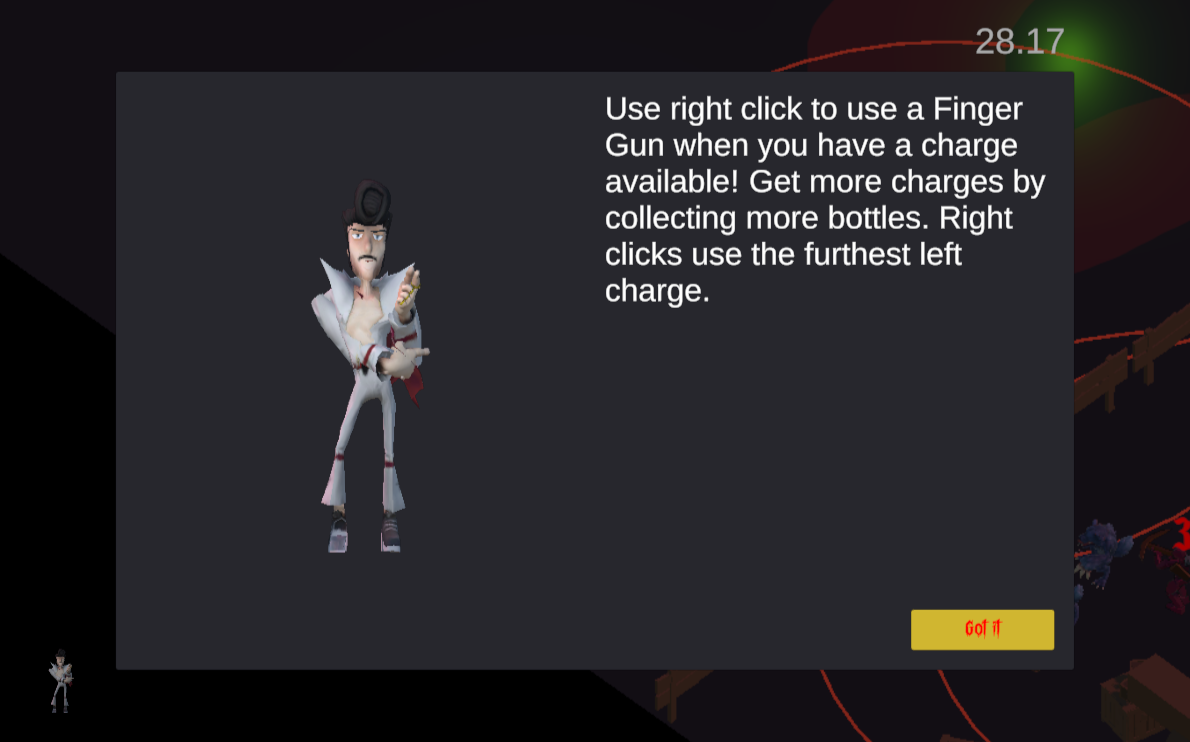 28.17
Use right click to use a Finger
Gun when you have a charge
available! Get more charges by
collecting more bottles. Right
clicks use the furthest left
charge.
Got it